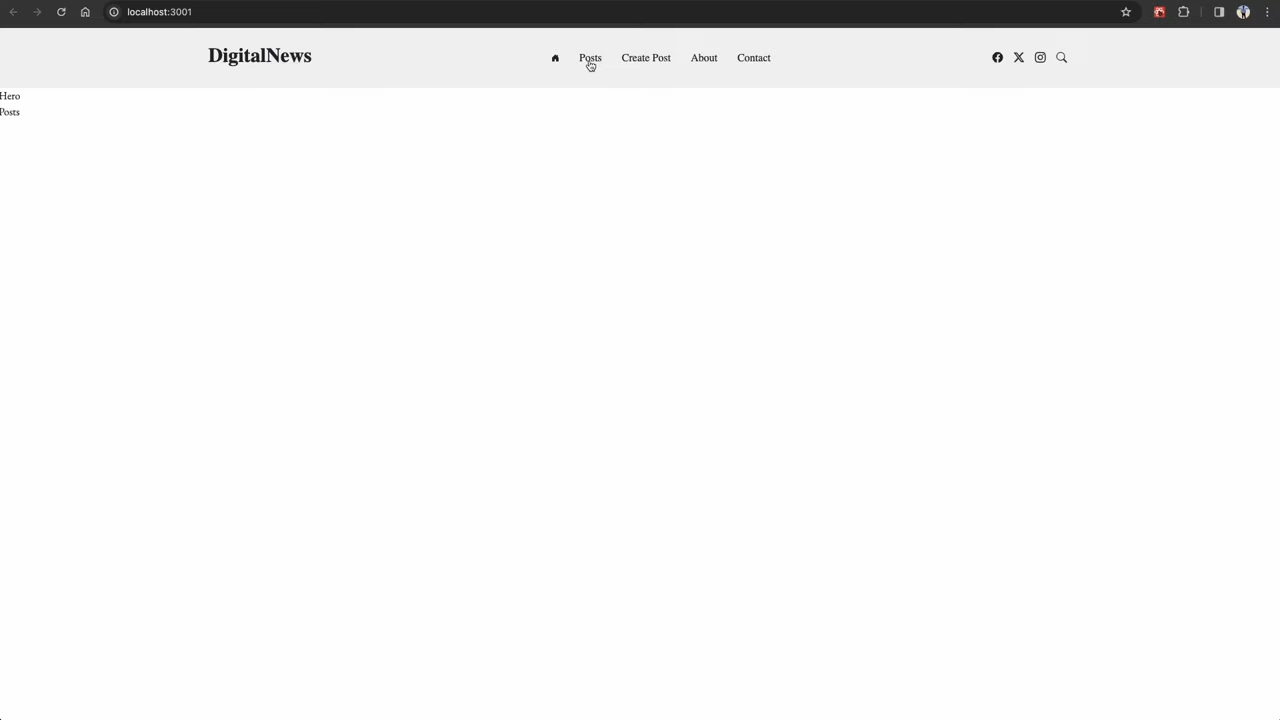 localhost:3001
DigitalNews
Posts
Create Post
About
Contact
Hero
Posts